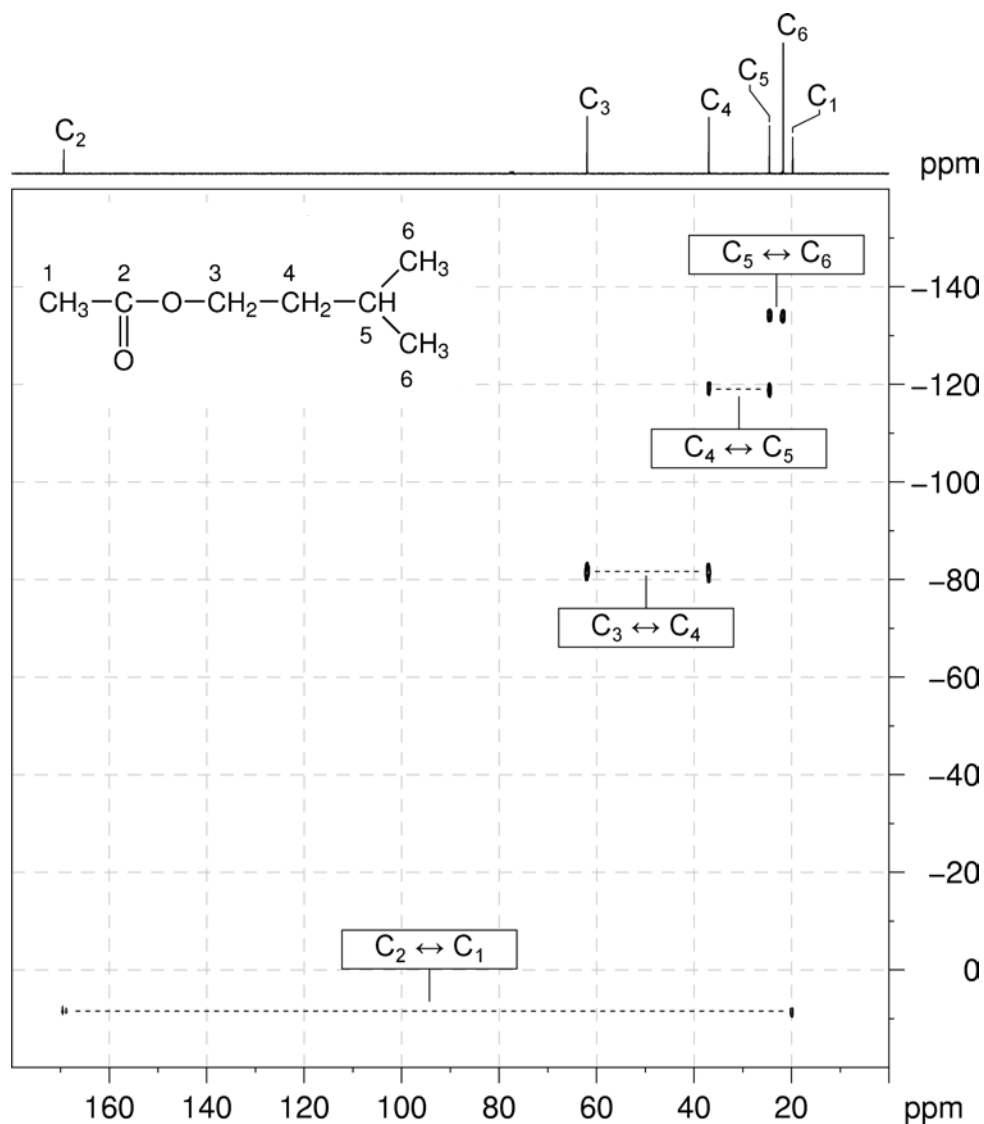 C₆
C₅
C₃
C₄
C₁
C₂
ppm
6
C₅ ↔ C₆
1 2 3 4 CH₃
−140
CH₃−C−O−CH₂−CH₂−CH
5
O CH₃
6
−120
C₄ ↔ C₅
−100
−80
C₃ ↔ C₄
−60
−40
−20
C₂ ↔ C₁
0
160 140 120 100 80 60 40 20 ppm